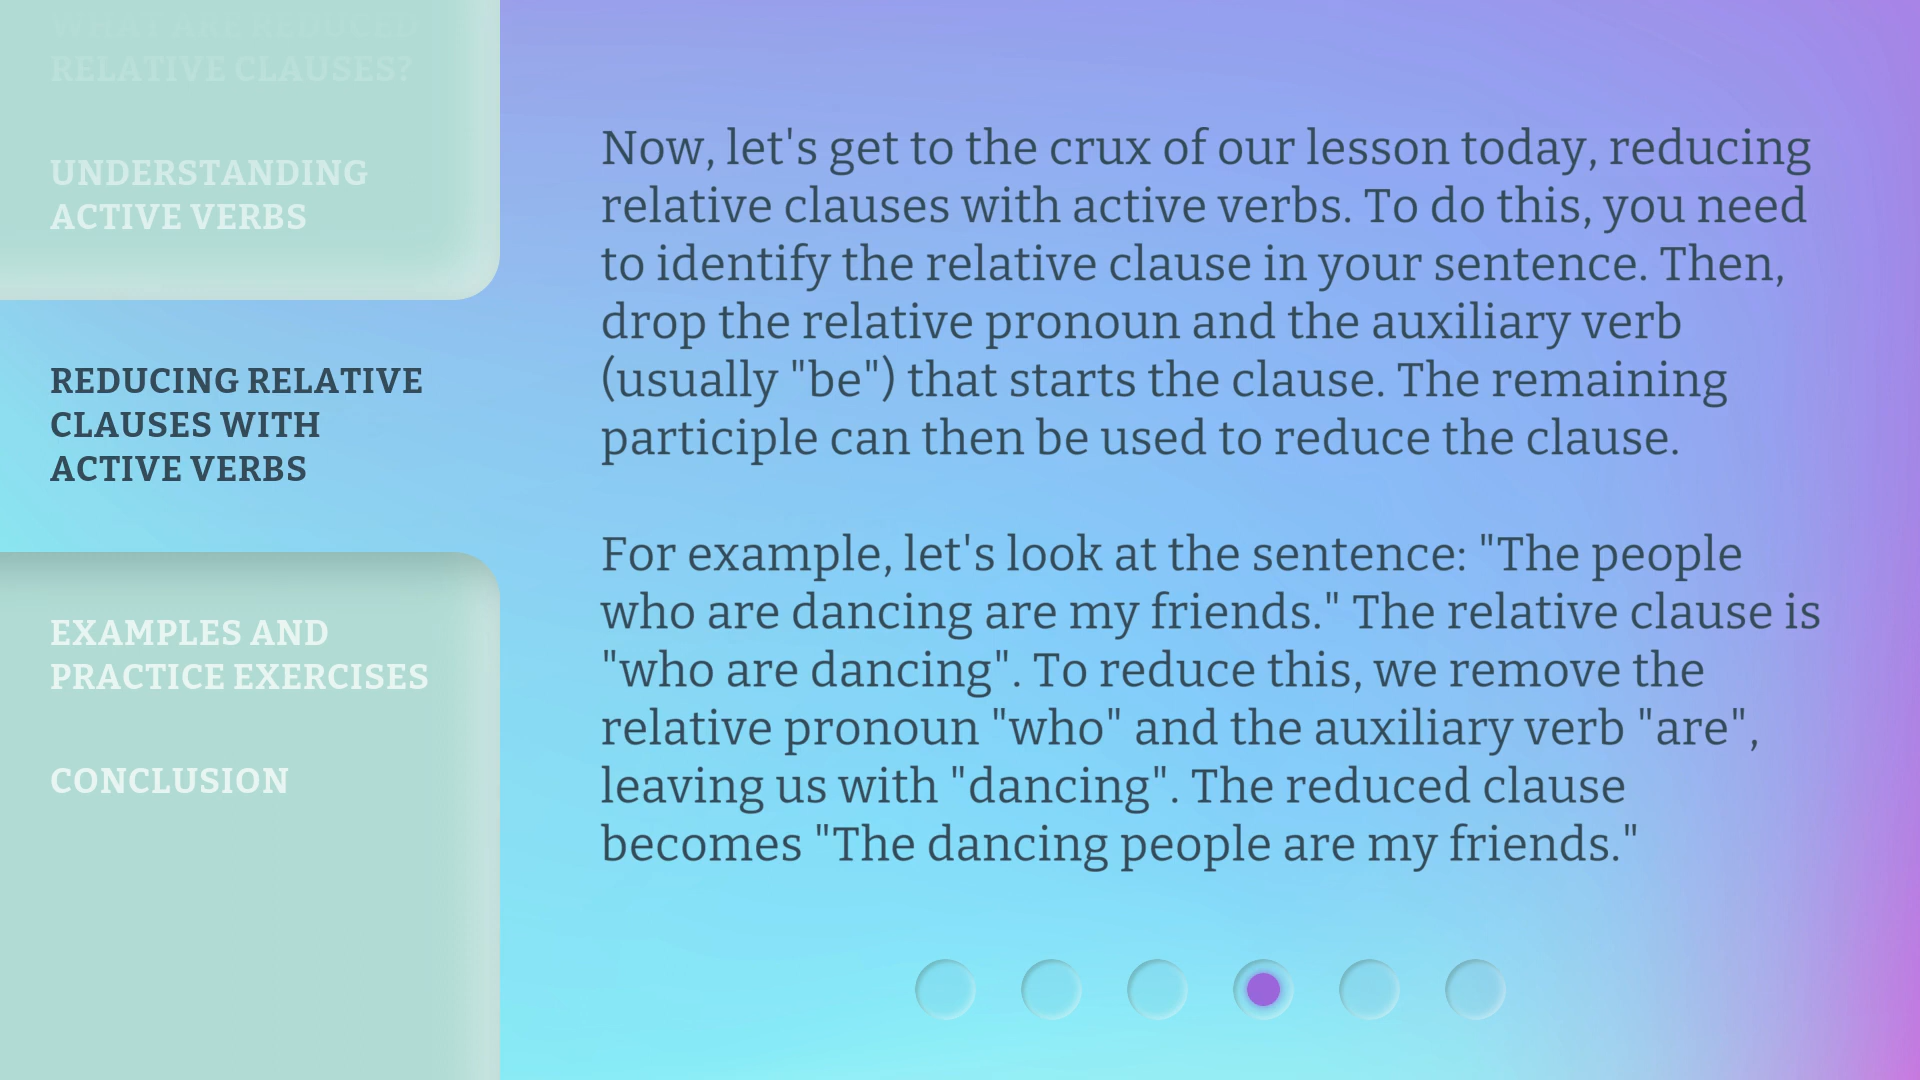 WHAT ARE REDUCED
RELATIVE CLAUSES?
UNDERSTANDING
ACTIVE VERBS
REDUCING RELATIVE
CLAUSES WITH
ACTIVE VERBS
EXAMPLES AND
PRACTICE EXERCISES
CONCLUSION
Now, let's get to the crux of our lesson today, reducing
relative clauses with active verbs. To do this, you need
to identify the relative clause in your sentence. Then,
drop the relative pronoun and the auxiliary verb
(usually "be") that starts the clause. The remaining
participle can then be used to reduce the clause.
For example, let's look at the sentence: "The people
who are dancing are my friends." The relative clause is
"who are dancing". To reduce this, we remove the
relative pronoun "who" and the auxiliary verb "are",
leaving us with "dancing". The reduced clause
becomes "The dancing people are my friends."